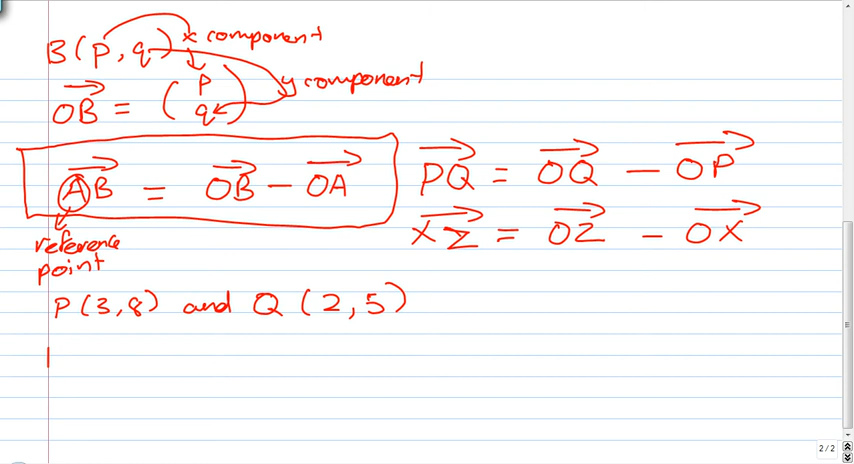 B(p, q) x component
y component
OB = (p
q)
AB = OB - OA
reference
point
PQ = OQ - OP
XZ = OZ - OX
P(3,8) and Q(2,5)
2/2